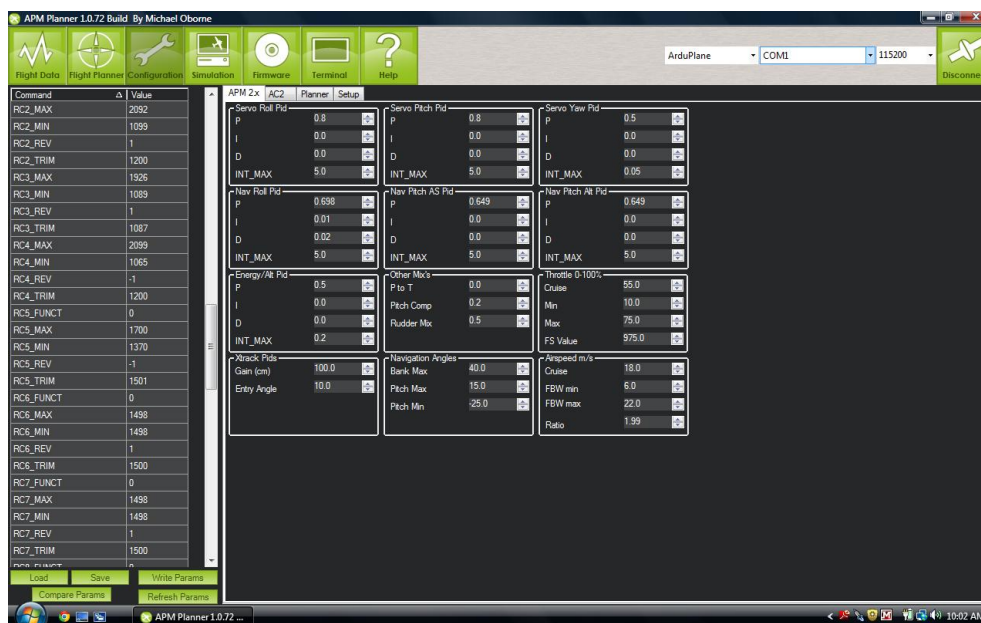 APM Planner 1.0.72 Build By Michael Oborne
Flight Data Flight Planner Configuration Simulation Firmware Terminal Help
ArduPlane COM1 115200
Disconne
Command Value
RC2_MAX 2092
RC2_MIN 1099
RC2_REV 1
RC2_TRIM 1200
RC3_MAX 1926
RC3_MIN 1089
RC3_REV 1
RC3_TRIM 1087
RC4_MAX 2099
RC4_MIN 1065
RC4_REV -1
RC4_TRIM 1200
RC5_FUNCT 0
RC5_MAX 1700
RC5_MIN 1370
RC5_REV -1
RC5_TRIM 1501
RC6_FUNCT 0
RC6_MAX 1498
RC6_MIN 1498
RC6_REV 1
RC6_TRIM 1500
RC7_FUNCT 0
RC7_MAX 1498
RC7_MIN 1498
RC7_REV 1
RC7_TRIM 1500
RC8_FUNCT 0
Load Save Write Params
Compare Params Refresh Params
APM 2.x AC2 Planner Setup
Servo Roll Pid
P 0.8
I 0.0
D 0.0
INT_MAX 5.0
Servo Pitch Pid
P 0.8
I 0.0
D 0.0
INT_MAX 5.0
Servo Yaw Pid
P 0.5
I 0.0
D 0.0
INT_MAX 0.05
Nav Roll Pid
P 0.698
I 0.01
D 0.02
INT_MAX 5.0
Nav Pitch AS Pid
P 0.649
I 0.0
D 0.0
INT_MAX 5.0
Nav Pitch Alt Pid
P 0.649
I 0.0
D 0.0
INT_MAX 5.0
Energy/Alt Pid
P 0.5
I 0.0
D 0.0
INT_MAX 0.2
Other Mix's
P to T 0.0
Pitch Comp 0.2
Rudder Mix 0.5
Throttle 0-100%
Cruise 55.0
Min 10.0
Max 75.0
FS Value 975.0
Xtrack Pids
Gain (cm) 100.0
Entry Angle 10.0
Navigation Angles
Bank Max 40.0
Pitch Max 15.0
Pitch Min -25.0
Airspeed m/s
Cruise 18.0
FBW min 6.0
FBW max 22.0
Ratio 1.99
APM Planner 1.0.72 ...
10:02 AM